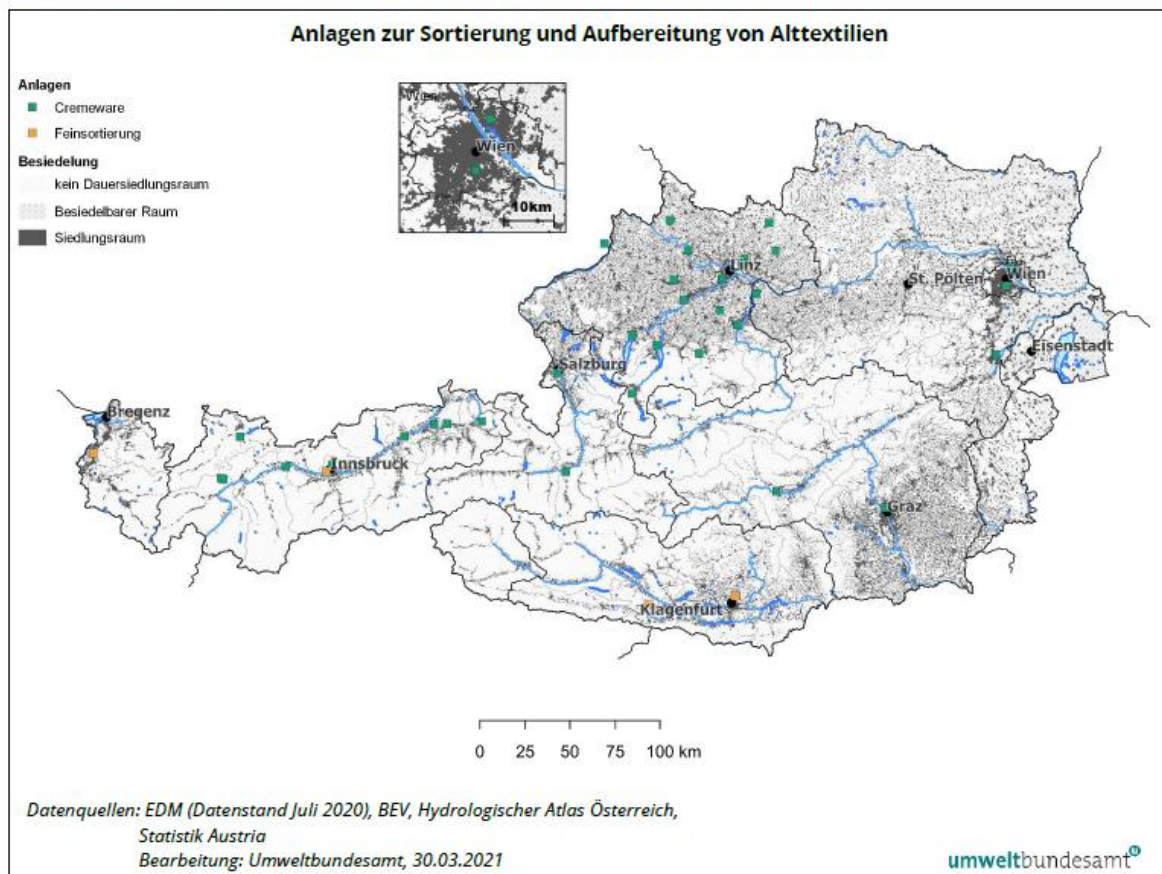 Anlagen zur Sortierung und Aufbereitung von Alttextilien
Anlagen
Cremeware
Feinsortierung
Besiedelung
kein Dauersiedlungsraum
Besiedelbarer Raum
Siedlungsraum
Wien
Wien
10km
Linz
St. Pölten
Wien
Eisenstadt
Salzburg
Bregenz
Innsbruck
Graz
Klagenfurt
0 25 50 75 100 km
Datenquellen: EDM (Datenstand Juli 2020), BEV, Hydrologischer Atlas Österreich,
Statistik Austria
Bearbeitung: Umweltbundesamt, 30.03.2021
umweltbundesamt